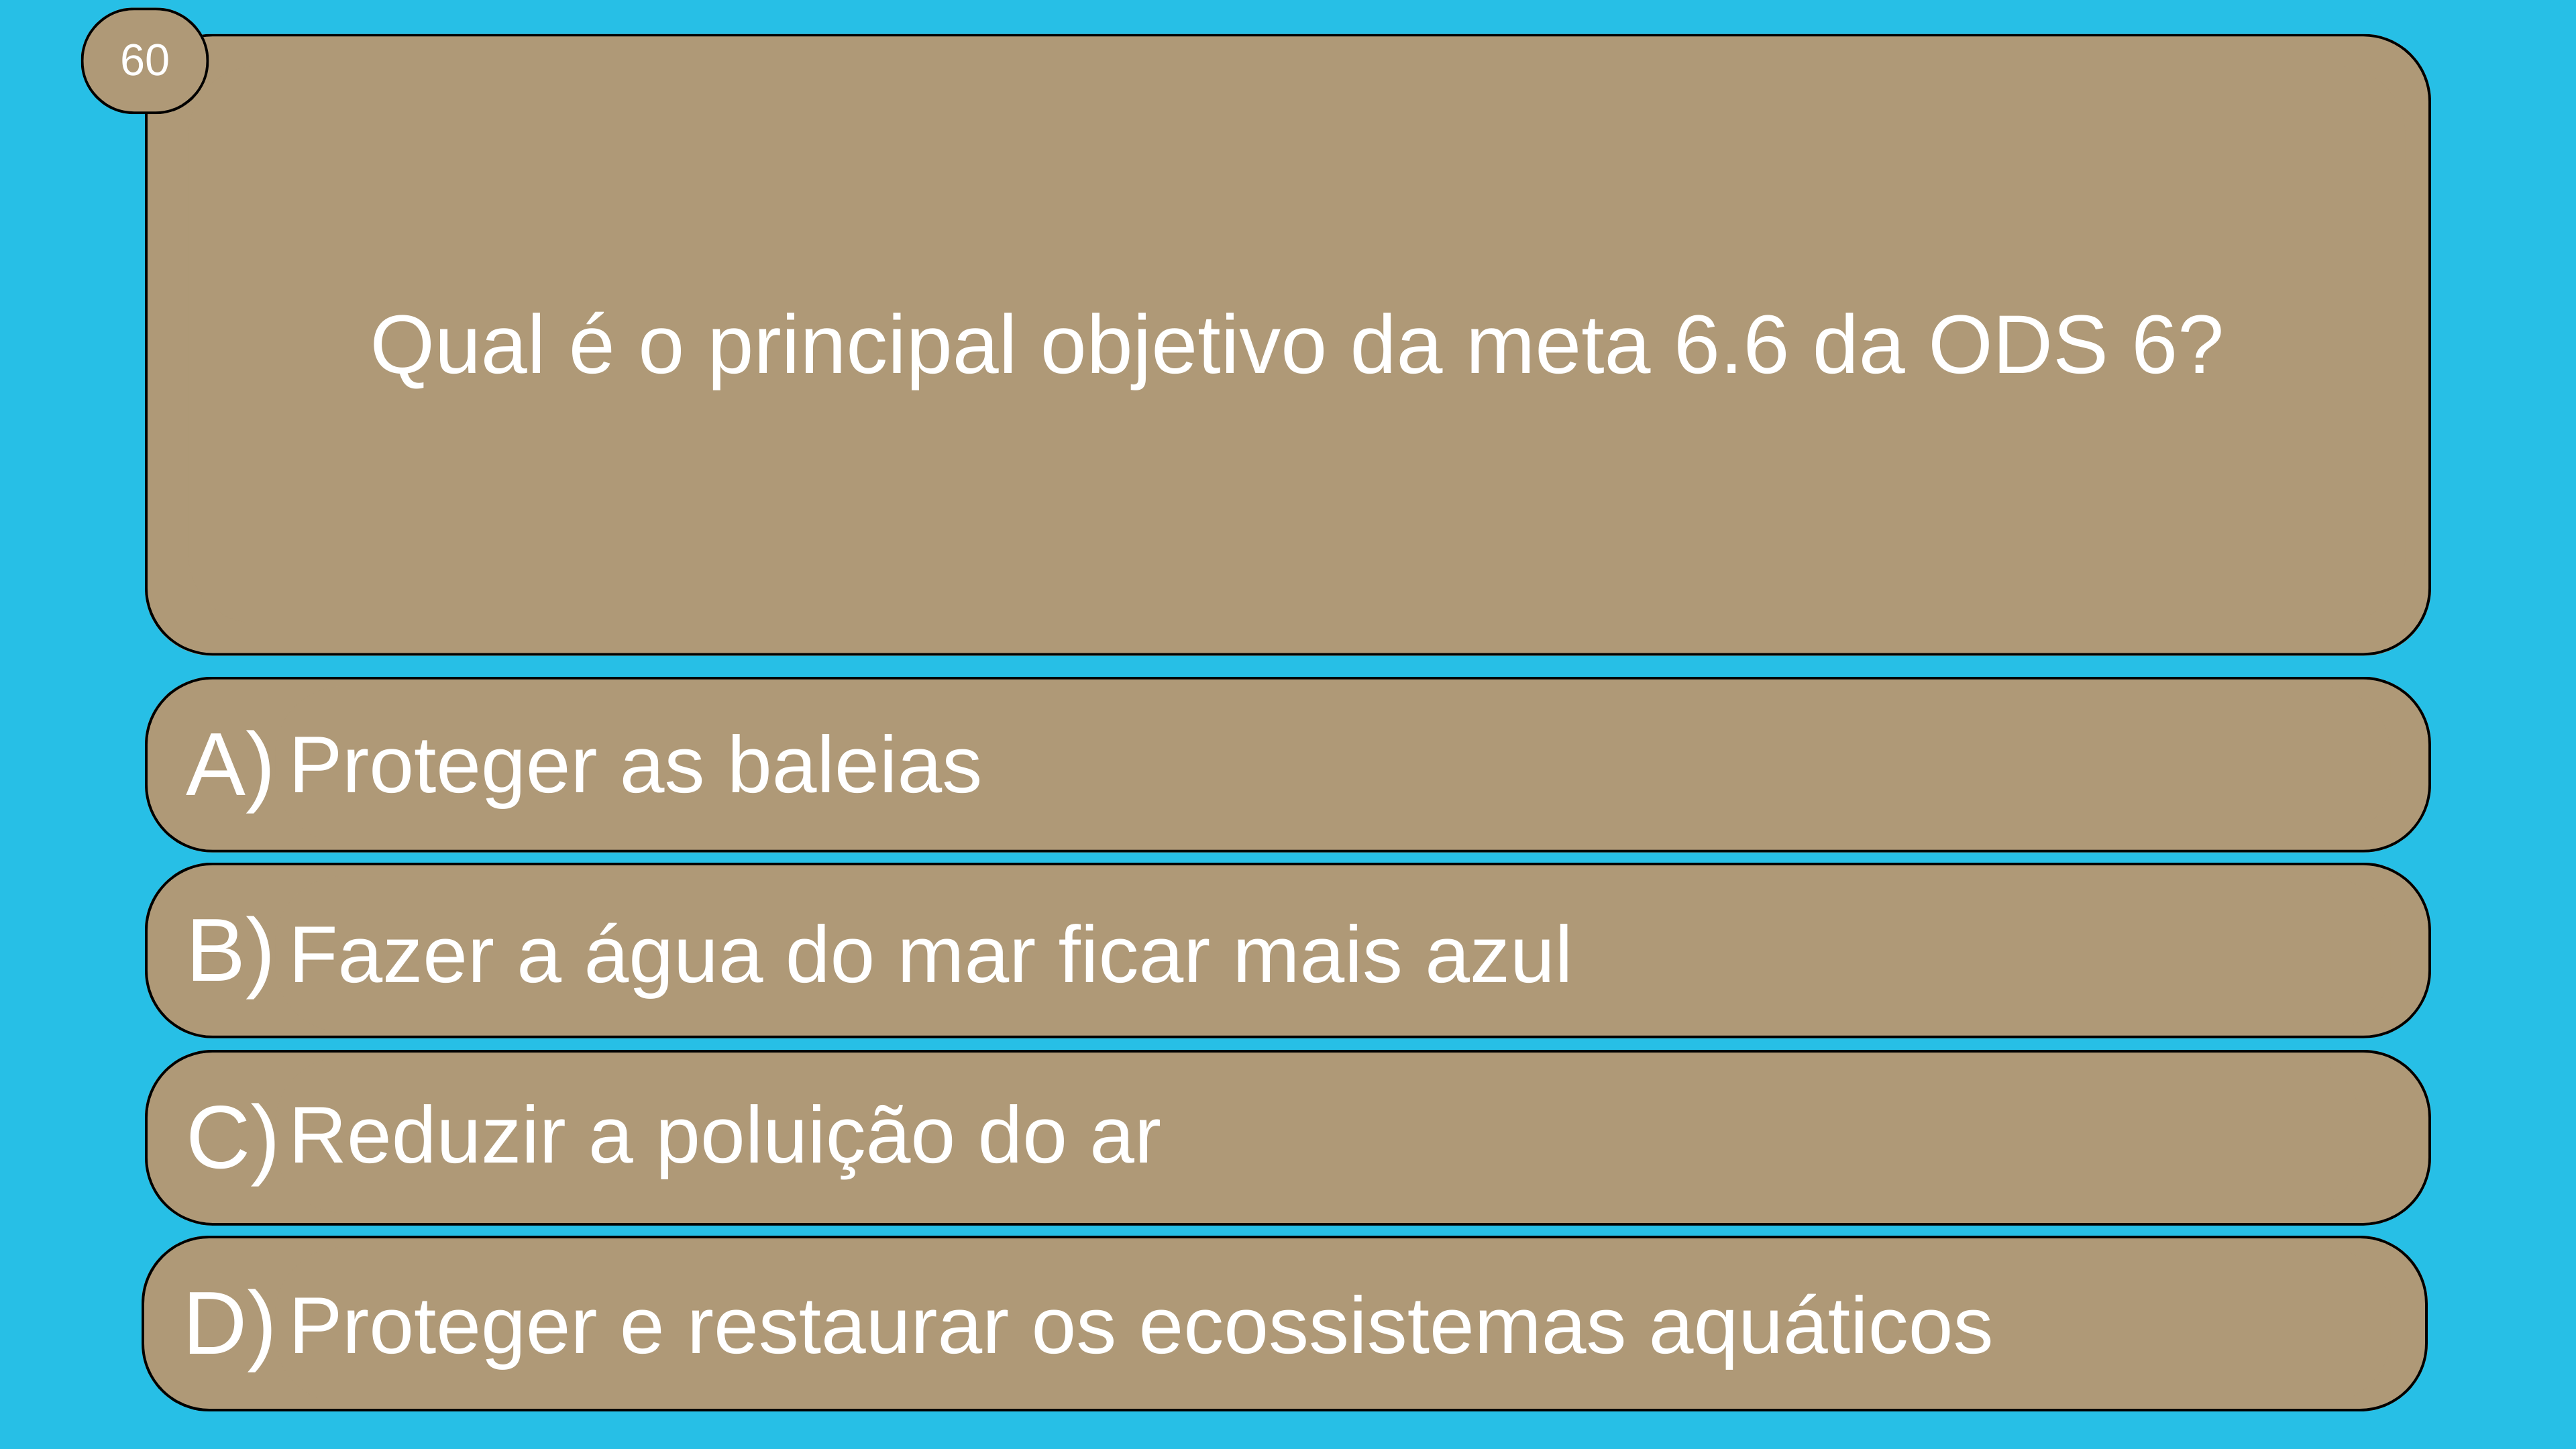 60
Qual é o principal objetivo da meta 6.6 da ODS 6?
A) Proteger as baleias
B) Fazer a água do mar ficar mais azul
C) Reduzir a poluição do ar
D) Proteger e restaurar os ecossistemas aquáticos